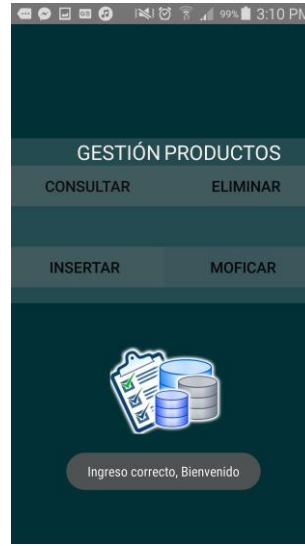 99% 3:10 PM
GESTIÓN PRODUCTOS
CONSULTAR ELIMINAR
INSERTAR MOFICAR
Ingreso correcto, Bienvenido